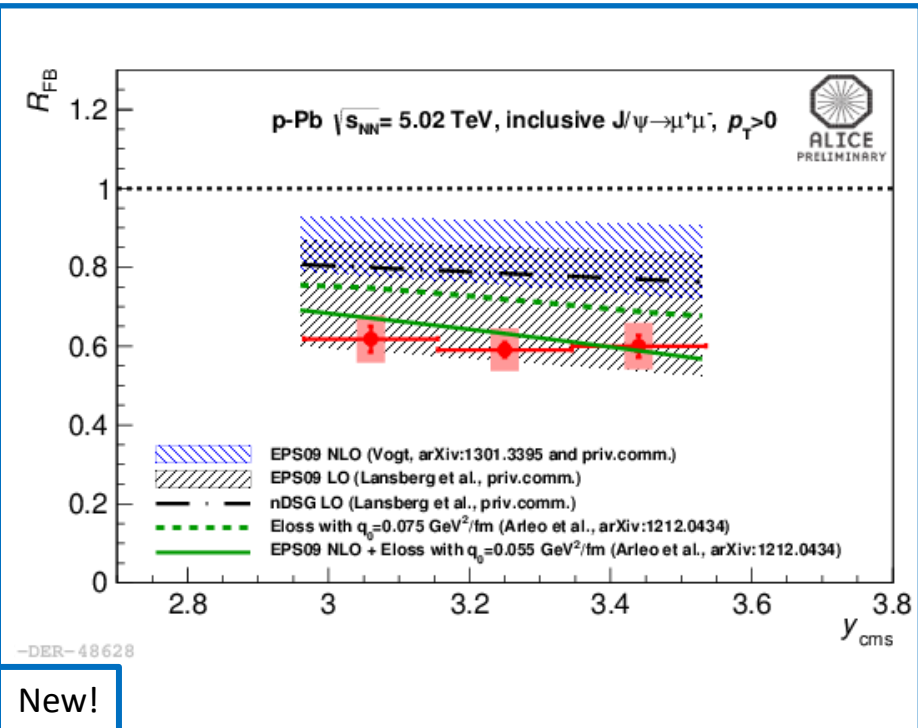 R_FB
1.2
1
0.8
0.6
0.4
0.2
0
p-Pb √s_NN= 5.02 TeV, inclusive J/ψ→μ⁺μ⁻, p_T>0
ALICE
PRELIMINARY
EPS09 NLO (Vogt, arXiv:1301.3395 and priv.comm.)
EPS09 LO (Lansberg et al., priv.comm.)
nDSG LO (Lansberg et al., priv.comm.)
Eloss with q₀=0.075 GeV²/fm (Arleo et al., arXiv:1212.0434)
EPS09 NLO + Eloss with q₀=0.055 GeV²/fm (Arleo et al., arXiv:1212.0434)
2.8 3 3.2 3.4 3.6 3.8
y_cms
-DER-48628
New!